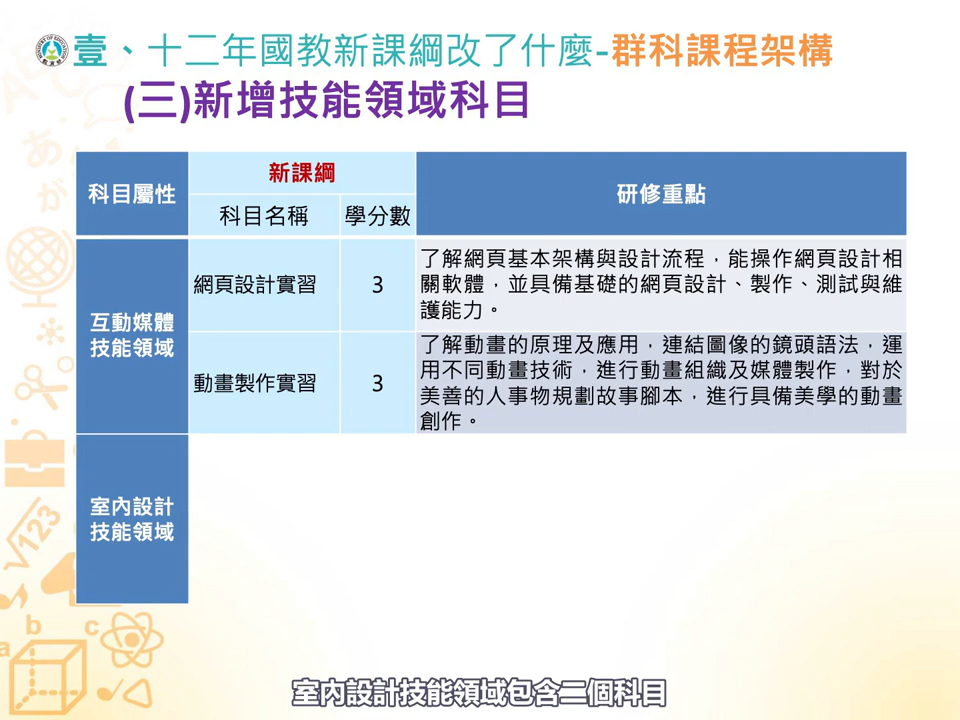 壹、十二年國教新課綱改了什麼-群科課程架構
(三)新增技能領域科目
科目屬性
新課綱
研修重點
科目名稱
學分數
互動媒體
技能領域
網頁設計實習
3
了解網頁基本架構與設計流程，能操作網頁設計相
關軟體，並具備基礎的網頁設計、製作、測試與維
護能力。
動畫製作實習
3
了解動畫的原理及應用，連結圖像的鏡頭語法，運
用不同動畫技術，進行動畫組織及媒體製作，對於
美善的人事物規劃故事腳本，進行具備美學的動畫
創作。
室內設計
技能領域
室內設計技能領域包含二個科目